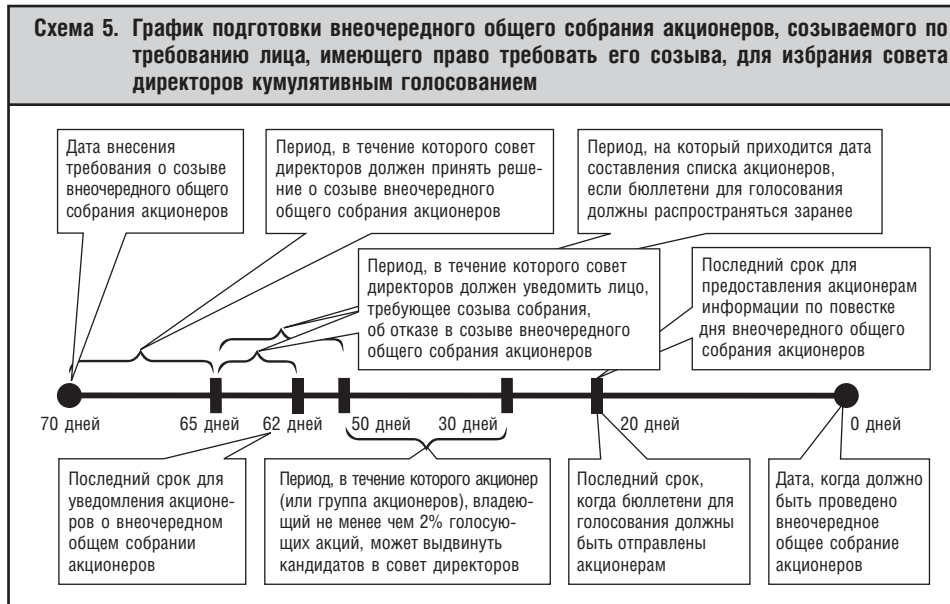 Схема 5. График подготовки внеочередного общего собрания акционеров, созываемого по
требованию лица, имеющего право требовать его созыва, для избрания совета
директоров кумулятивным голосованием
Дата внесения
требования о созыве
внеочередного общего
собрания акционеров
Период, в течение которого совет
директоров должен принять реше-
ние о созыве внеочередного
общего собрания акционеров
Период, на который приходится дата
составления списка акционеров,
если бюллетени для голосования
должны распространяться заранее
Период, в течение которого совет
директоров должен уведомить лицо,
требующее созыва собрания,
об отказе в созыве внеочередного
общего собрания акционеров
Последний срок для
предоставления акционерам
информации по повестке
дня внеочередного общего
собрания акционеров
70 дней
65 дней
62 дней
50 дней
30 дней
20 дней
0 дней
Последний срок для
уведомления акционе-
ров о внеочередном
общем собрании
акционеров
Период, в течение которого акционер
(или группа акционеров), владею-
щий не менее чем 2% голосую-
щих акций, может выдвинуть
кандидатов в совет директоров
Последний срок,
когда бюллетени для
голосования должны
быть отправлены
акционерам
Дата, когда должно
быть проведено
внеочередное
общее собрание
акционеров